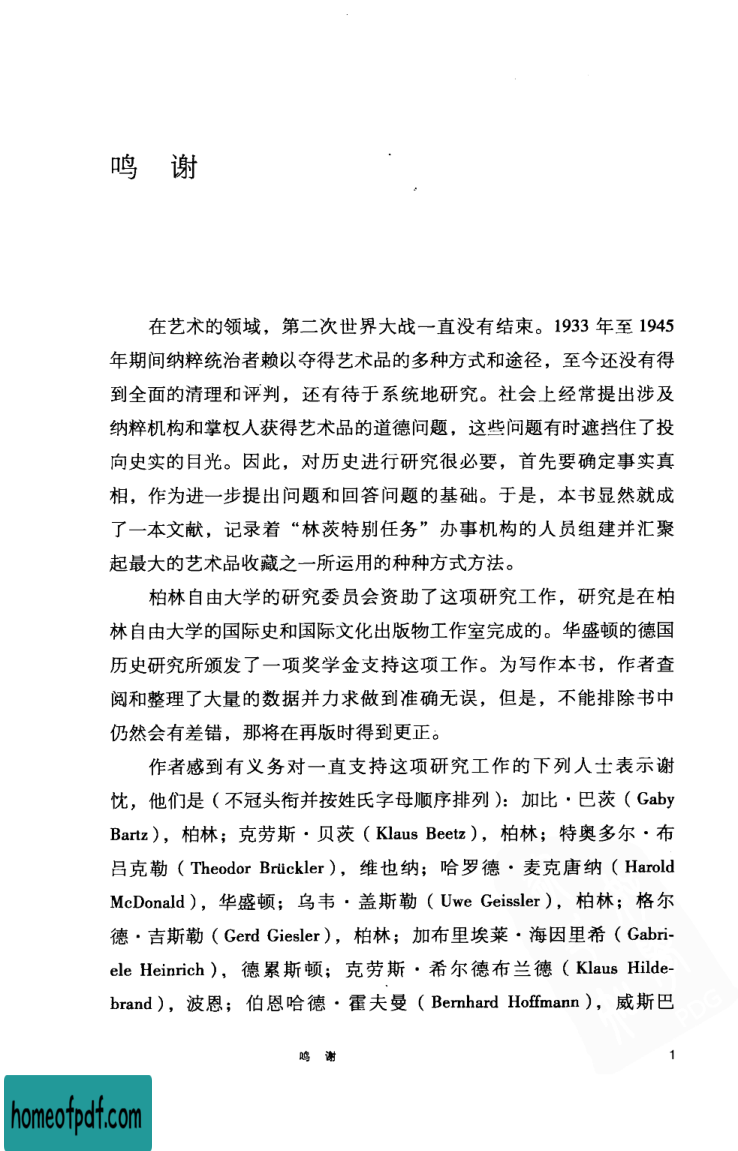 鸣 谢
在艺术的领域，第二次世界大战一直没有结束。1933 年至 1945
年期间纳粹统治者赖以夺得艺术品的多种方式和途径，至今还没有得
到全面的清理和评判，还有待于系统地研究。社会上经常提出涉及
纳粹机构和掌权人获得艺术品的道德问题，这些问题有时遮挡住了投
向史实的目光。因此，对历史进行研究很必要，首先要确定事实真
相，作为进一步提出问题和回答问题的基础。于是，本书显然就成
了一本文献，记录着“林茨特别任务”办事机构的人员组建并汇聚
起最大的艺术品收藏之一所运用的种种方式方法。
柏林自由大学的研究委员会资助了这项研究工作，研究是在柏
林自由大学的国际史和国际文化出版物工作室完成的。华盛顿的德国
历史研究所颁发了一项奖学金支持这项工作。为写作本书，作者查
阅和整理了大量的数据并力求做到准确无误，但是，不能排除书中
仍然会有差错，那将在再版时得到更正。
作者感到有义务对一直支持这项研究工作的下列人士表示谢
忱，他们是（不冠头衔并按姓氏字母顺序排列）：加比·巴茨（Gaby
Bartz），柏林；克劳斯·贝茨（Klaus Beetz），柏林；特奥多尔·布
吕克勒（Theodor Brückler），维也纳；哈罗德·麦克唐纳（Harold
McDonald），华盛顿；乌韦·盖斯勒（Uwe Geissler），柏林；格尔
德·吉斯勒（Gerd Giesler），柏林；加布里埃莱·海因里希（Gabri-
ele Heinrich），德累斯顿；克劳斯·希尔德布兰德（Klaus Hilde-
brand），波恩；伯恩哈德·霍夫曼（Bernhard Hoffmann），威斯巴
鸣 谢 1
homeofpdf.com
PDG